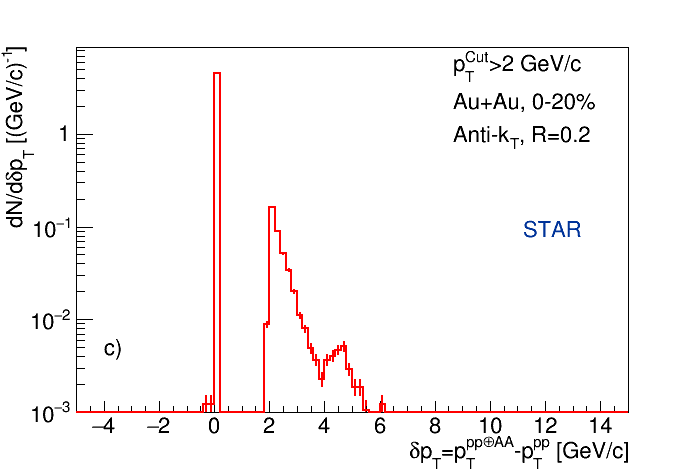 p_T^Cut>2 GeV/c
Au+Au, 0-20%
Anti-k_T, R=0.2
STAR
c)
dN/dδp_T [(GeV/c)^-1]
1
10^−1
10^−2
10^−3
−4 −2 0 2 4 6 8 10 12 14
δp_T=p_T^pp⊕AA-p_T^pp [GeV/c]